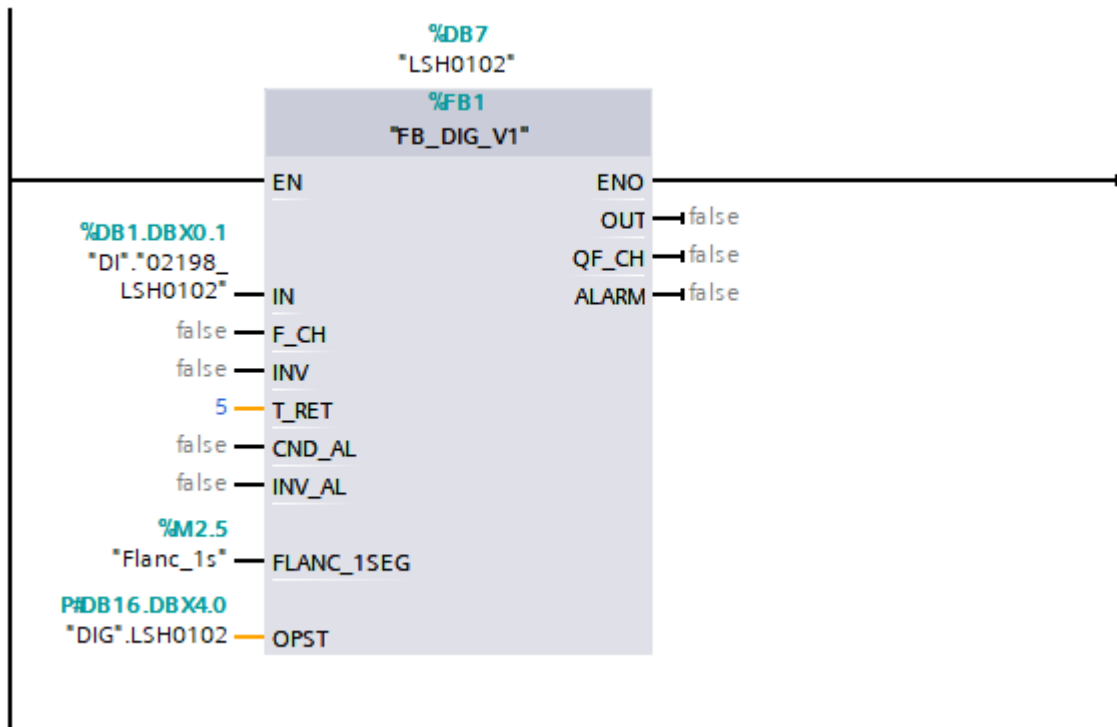 %DB7
"LSH0102"
%FB1
"FB_DIG_V1"
EN
ENO
OUT
false
%DB1.DBX0.1
"DI"."02198_
LSH0102"
IN
QF_CH
false
ALARM
false
false
F_CH
false
INV
5
T_RET
false
CND_AL
false
INV_AL
%M2.5
"Flanc_1s"
FLANC_1SEG
P#DB16.DBX4.0
"DIG".LSH0102
OPST